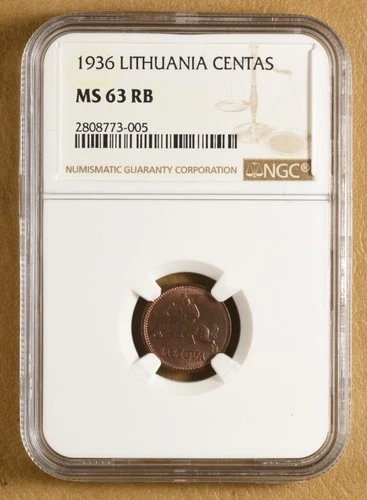 1936 LITHUANIA CENTAS
MS 63 RB
2808773-005
NUMISMATIC GUARANTY CORPORATION NGC®
LIETUVA